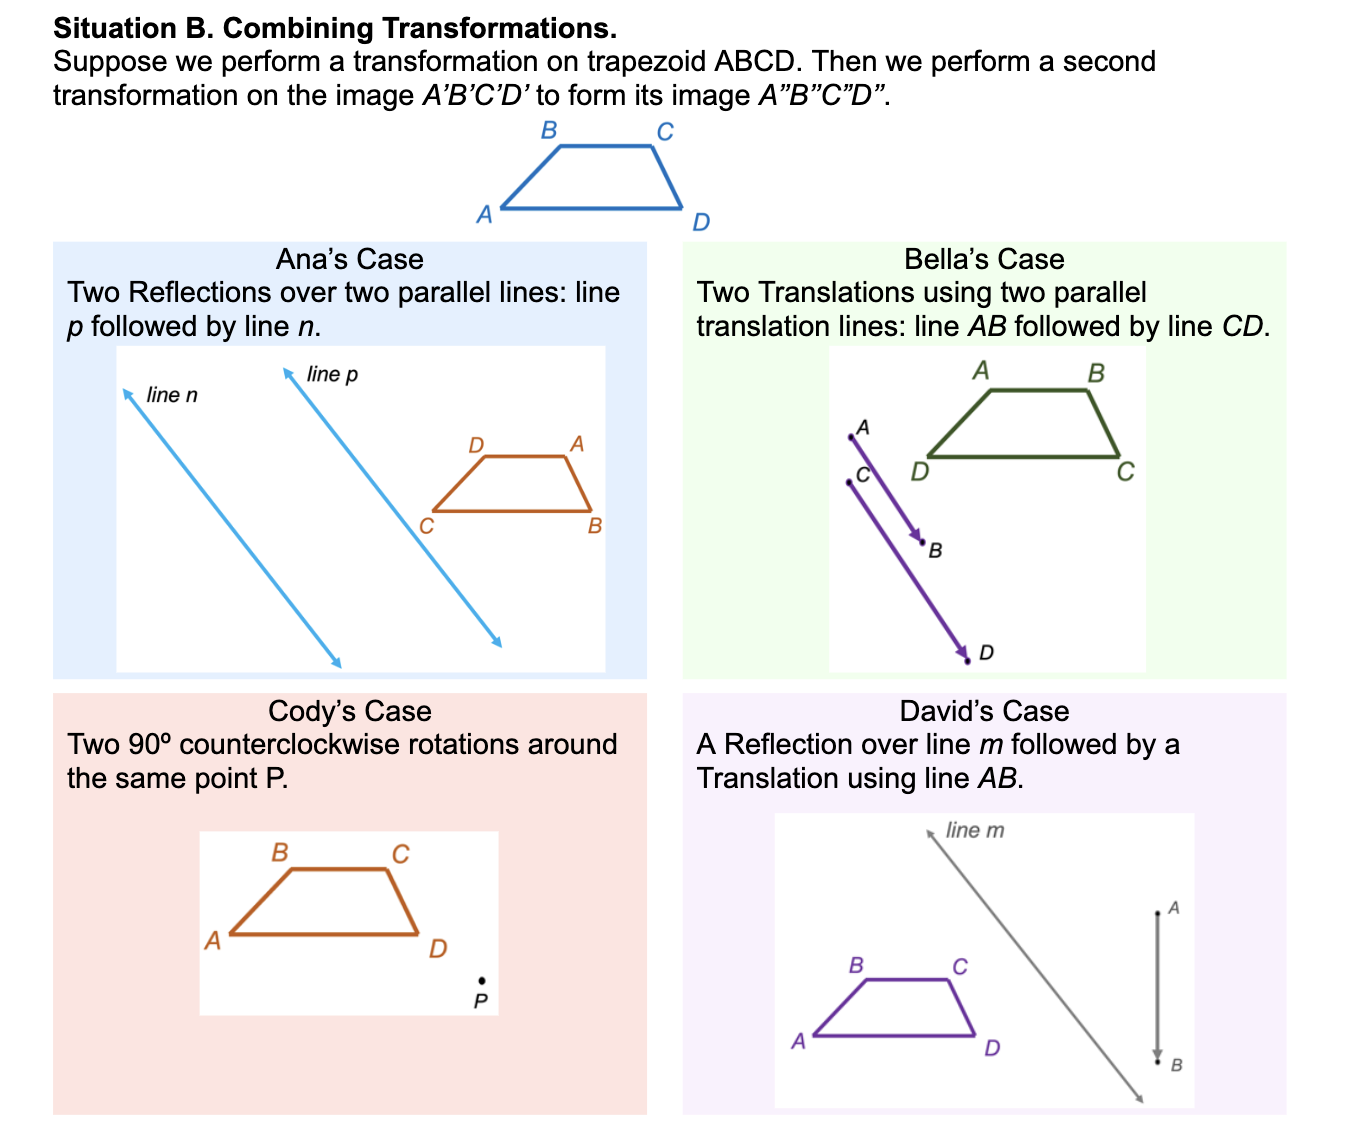 Situation B. Combining Transformations.
Suppose we perform a transformation on trapezoid ABCD. Then we perform a second
transformation on the image A’B’C’D’ to form its image A”B”C”D”.
B
C
A
D
Ana’s Case
Two Reflections over two parallel lines: line
p followed by line n.
line p
line n
D
A
C
B
Bella’s Case
Two Translations using two parallel
translation lines: line AB followed by line CD.
A
B
A
C
D
C
B
D
Cody’s Case
Two 90º counterclockwise rotations around
the same point P.
B
C
A
D
P
David’s Case
A Reflection over line m followed by a
Translation using line AB.
line m
A
B
C
A
D
B